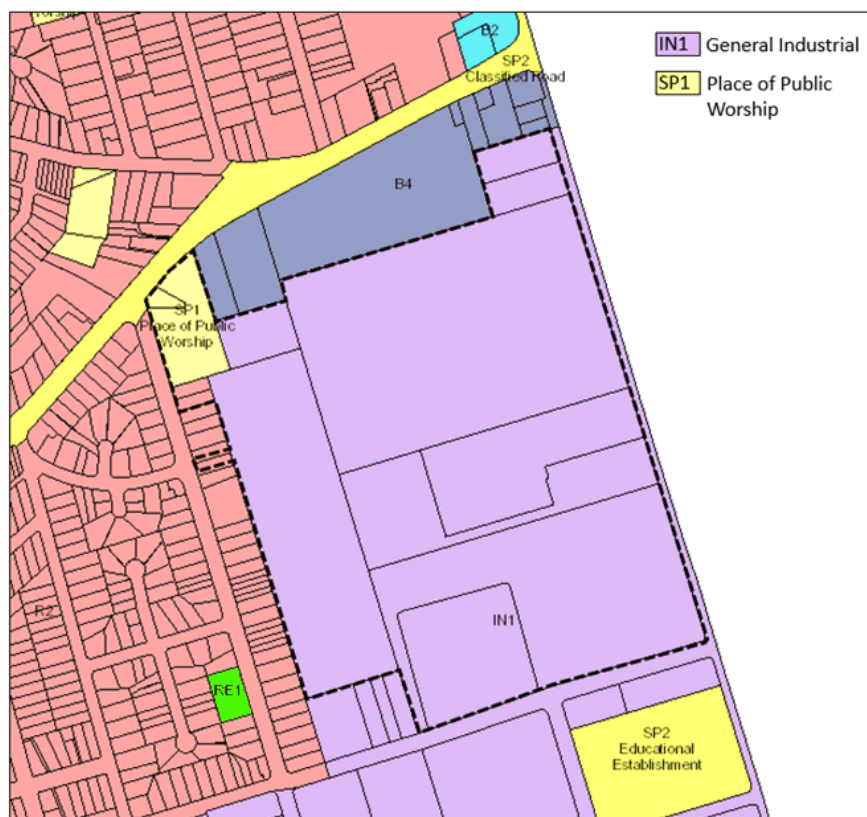 Worship
B2
SP2
Classified Road
IN1 General Industrial
SP1 Place of Public
Worship
B4
SP1
Place of Public
Worship
R2
IN1
RE1
SP2
Educational
Establishment